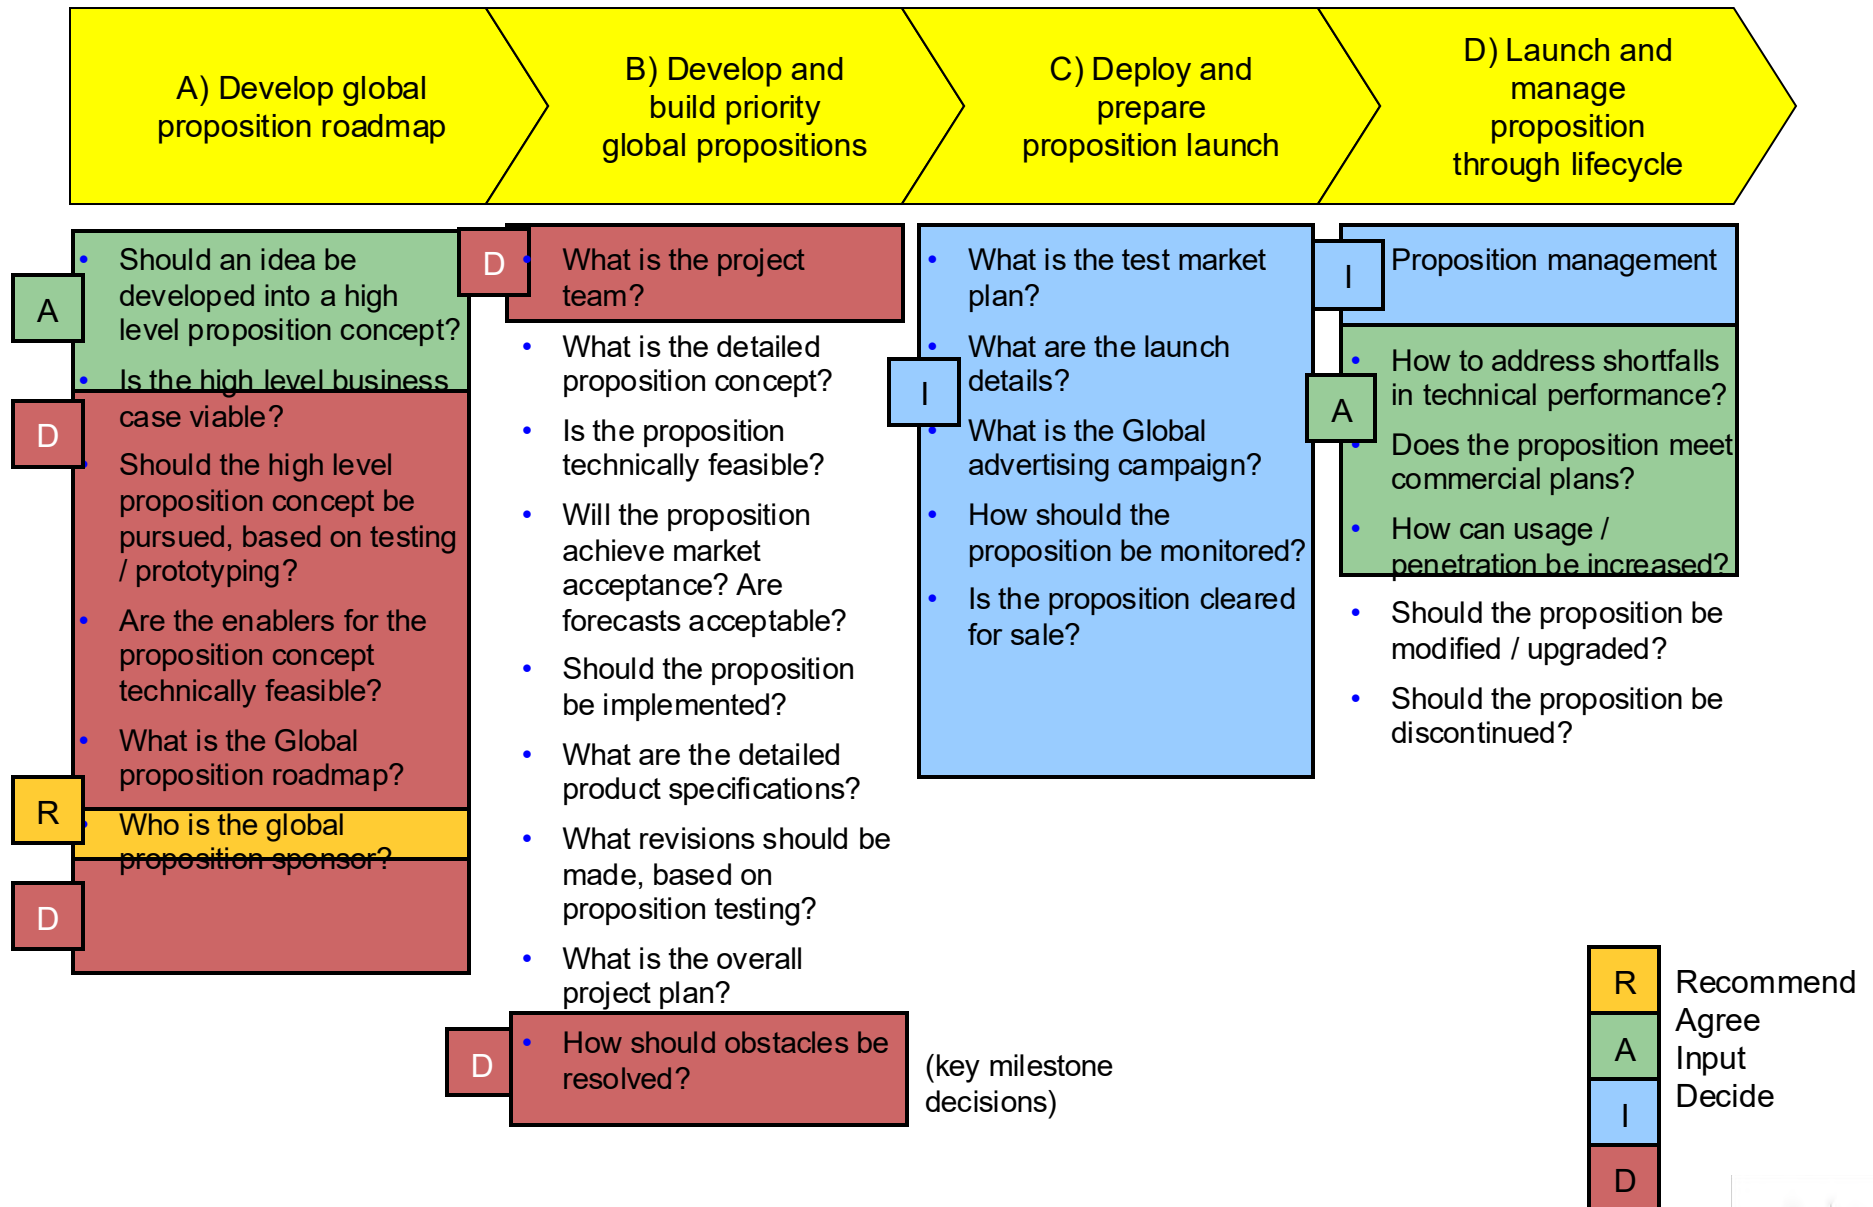 A) Develop global
proposition roadmap
B) Develop and
build priority
global propositions
C) Deploy and
prepare
proposition launch
D) Launch and
manage
proposition
through lifecycle
A
D
R
D
• Should an idea be
developed into a high
level proposition concept?
• Is the high level business
case viable?
• Should the high level
proposition concept be
pursued, based on testing
/ prototyping?
• Are the enablers for the
proposition concept
technically feasible?
• What is the Global
proposition roadmap?
• Who is the global
proposition sponsor?
D
• What is the project
team?
• What is the detailed
proposition concept?
• Is the proposition
technically feasible?
• Will the proposition
achieve market
acceptance? Are
forecasts acceptable?
• Should the proposition
be implemented?
• What are the detailed
product specifications?
• What revisions should be
made, based on
proposition testing?
• What is the overall
project plan?
D
• How should obstacles be
resolved?
(key milestone
decisions)
I
• What is the test market
plan?
• What are the launch
details?
• What is the Global
advertising campaign?
• How should the
proposition be monitored?
• Is the proposition cleared
for sale?
I
Proposition management
A
• How to address shortfalls
in technical performance?
• Does the proposition meet
commercial plans?
• How can usage /
penetration be increased?
• Should the proposition be
modified / upgraded?
• Should the proposition be
discontinued?
R
A
I
D
Recommend
Agree
Input
Decide